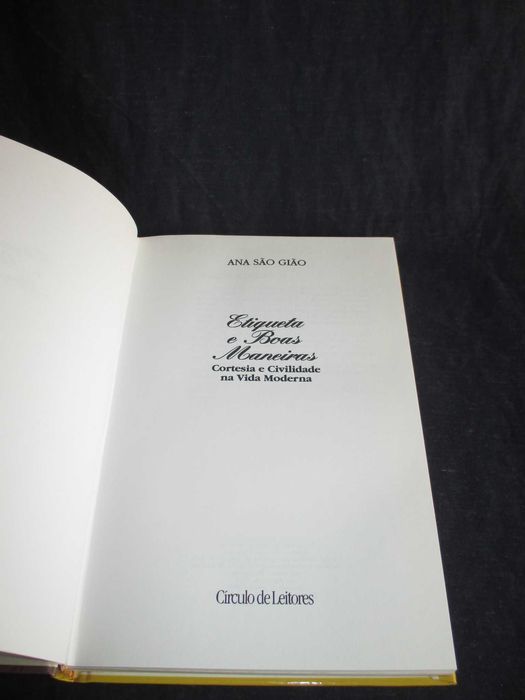 ANA SÃO GIÃO
Etiqueta
e Boas
Maneiras
Cortesia e Civilidade
na Vida Moderna
Círculo de Leitores